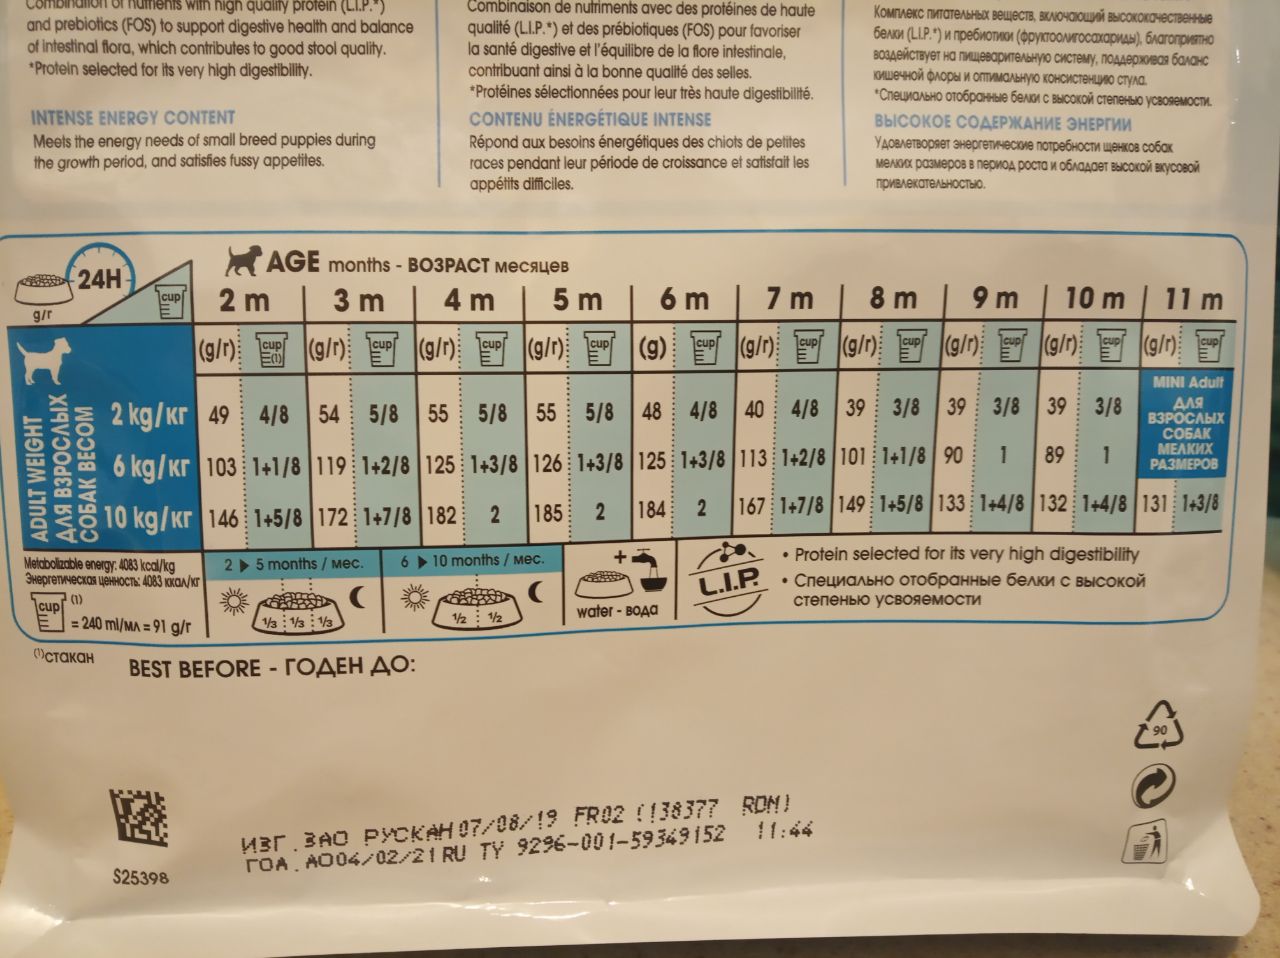 Combination of nutrients with high quality protein (L.I.P.*)
and prebiotics (FOS) to support digestive health and balance
of intestinal flora, which contributes to good stool quality.
*Protein selected for its very high digestibility.
INTENSE ENERGY CONTENT
Meets the energy needs of small breed puppies during
the growth period, and satisfies fussy appetites.
Combinaison de nutriments avec des protéines de haute
qualité (L.I.P.*) et des prébiotiques (FOS) pour favoriser
la santé digestive et l'équilibre de la flore intestinale,
contribuant ainsi à la bonne qualité des selles.
*Protéines sélectionnées pour leur très haute digestibilité.
CONTENU ÉNERGÉTIQUE INTENSE
Répond aux besoins énergétiques des chiots de petites
races pendant leur période de croissance et satisfait les
appétits difficiles.
Комплекс питательных веществ, включающий высококачественные
белки (L.I.P.*) и пребиотики (фруктоолигосахариды), благоприятно
воздействует на пищеварительную систему, поддерживая баланс
кишечной флоры и оптимальную консистенцию стула.
*Специально отобранные белки с высокой степенью усвояемости.
ВЫСОКОЕ СОДЕРЖАНИЕ ЭНЕРГИИ
Удовлетворяет энергетические потребности щенков собак
мелких размеров в период роста и обладает высокой вкусовой
привлекательностью.
24H
g/г
cup
AGE months - ВОЗРАСТ месяцев
2 m 3 m 4 m 5 m 6 m 7 m 8 m 9 m 10 m 11 m
(g/г) cup (1) (g/г) cup (g/г) cup (g/г) cup (g) cup (g/г) cup (g/г) cup (g/г) cup (g/г) cup (g/г) cup
ADULT WEIGHT
ДЛЯ ВЗРОСЛЫХ
СОБАК ВЕСОМ
2 kg/кг 49 4/8 54 5/8 55 5/8 55 5/8 48 4/8 40 4/8 39 3/8 39 3/8 39 3/8
6 kg/кг 103 1+1/8 119 1+2/8 125 1+3/8 126 1+3/8 125 1+3/8 113 1+2/8 101 1+1/8 90 1 89 1
MINI Adult
ДЛЯ
ВЗРОСЛЫХ
СОБАК
МЕЛКИХ
РАЗМЕРОВ
10 kg/кг 146 1+5/8 172 1+7/8 182 2 185 2 184 2 167 1+7/8 149 1+5/8 133 1+4/8 132 1+4/8 131 1+3/8
Metabolizable energy: 4083 kcal/kg
Энергетическая ценность: 4083 ккал/кг
cup (1) = 240 ml/мл = 91 g/г
2 ▶ 5 months / мес.
1/3 1/3 1/3
6 ▶ 10 months / мес.
1/2 1/2
+
water - вода
L.I.P.
• Protein selected for its very high digestibility
• Специально отобранные белки с высокой
степенью усвояемости
(1)стакан
BEST BEFORE - ГОДЕН ДО:
90
ИЗГ.ЗАО РУСКАН 07/08/19 FR02 (138377 RDM)
ГОД.ДО 04/02/21 RU ТУ 9296-001-59349152 11:44
S25398